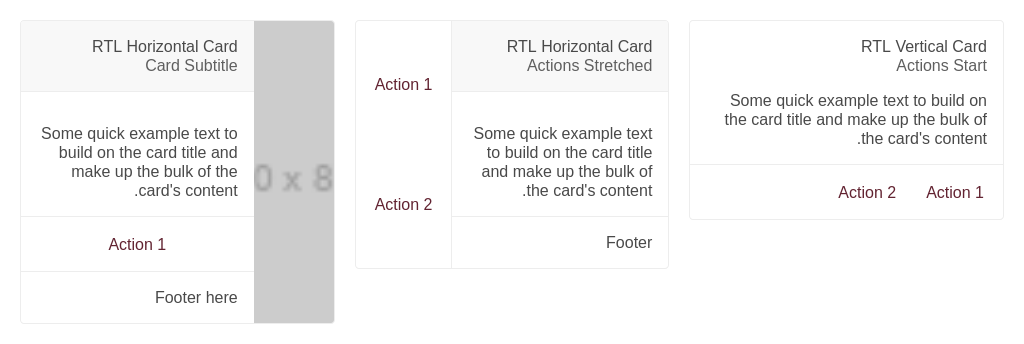 RTL Horizontal Card
Card Subtitle
Some quick example text to
build on the card title and
make up the bulk of the
.card's content
Action 1
Footer here
0 x 8
Action 1
Action 2
RTL Horizontal Card
Actions Stretched
Some quick example text
to build on the card title
and make up the bulk of
.the card's content
Footer
RTL Vertical Card
Actions Start
Some quick example text to build on
the card title and make up the bulk of
.the card's content
Action 2 Action 1